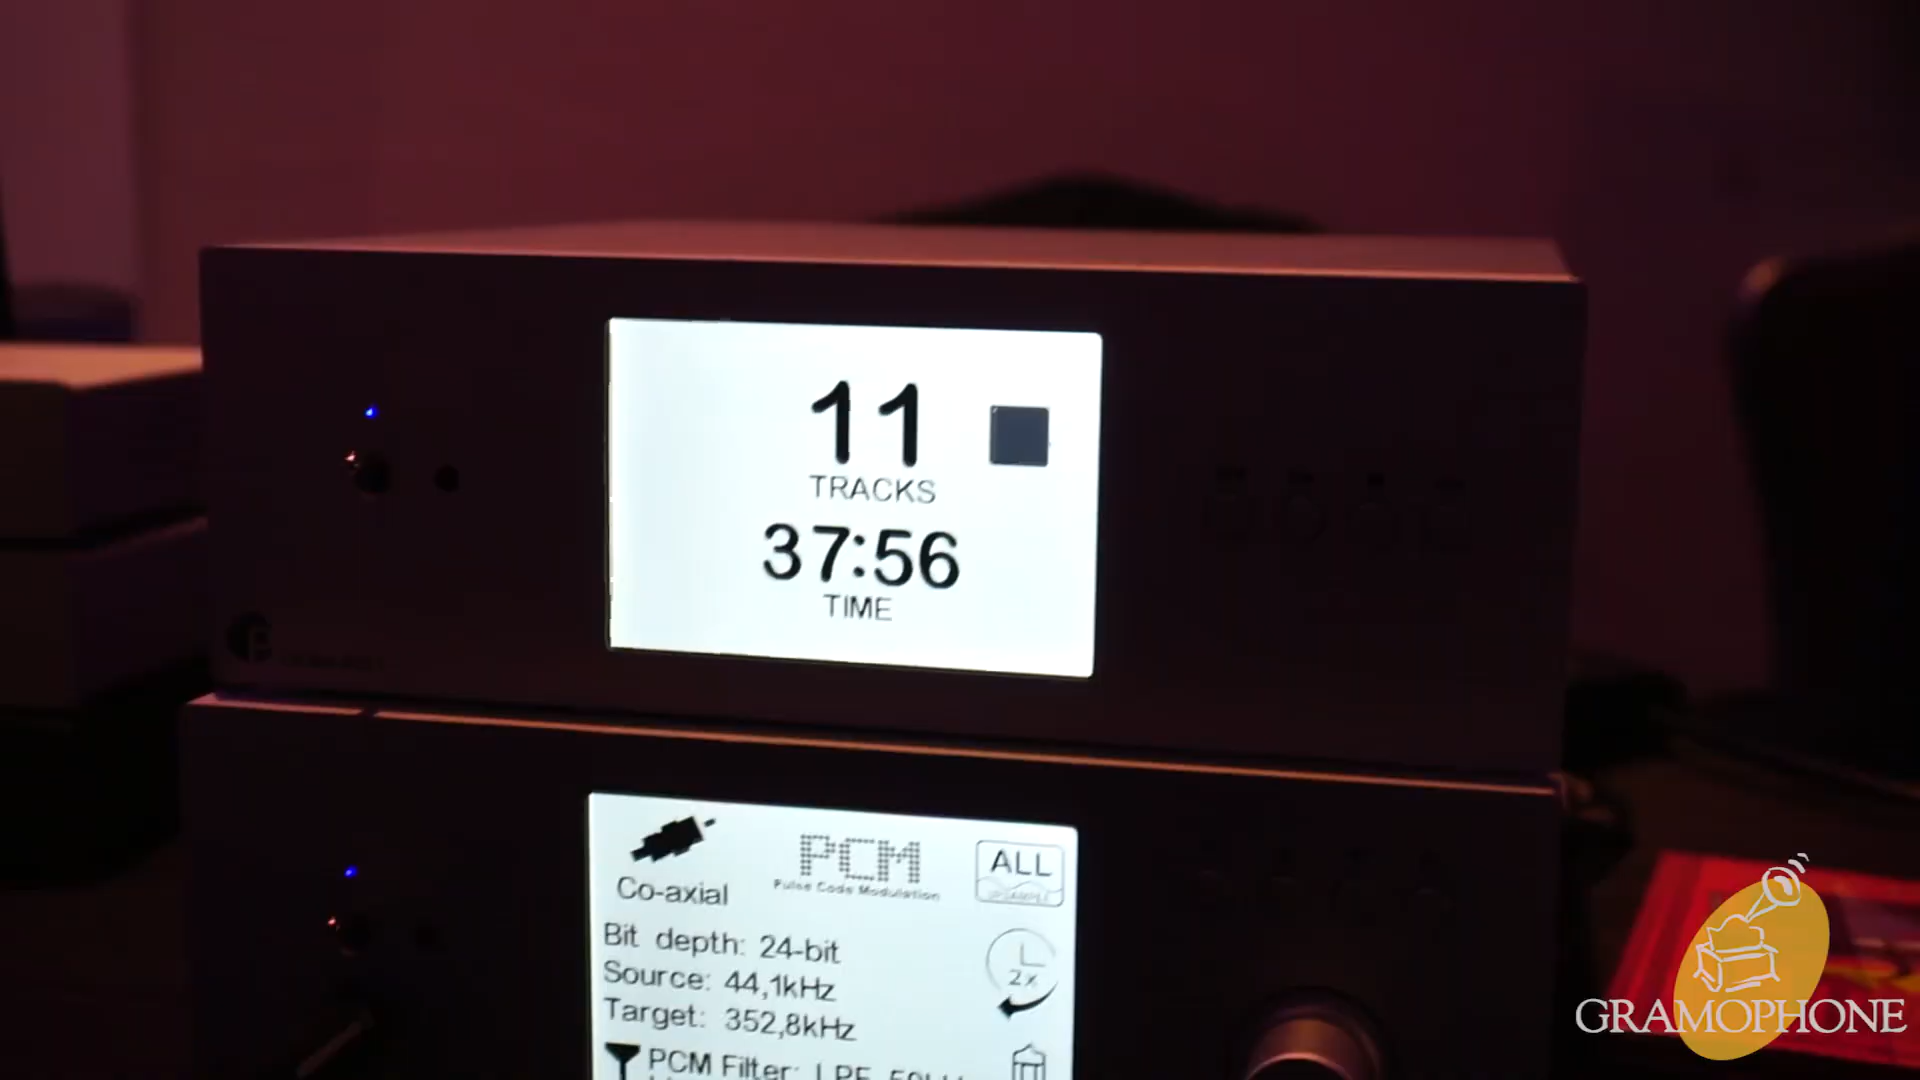 11
TRACKS
37:56
TIME
Co-axial
PCM
Pulse Code Modulation
ALL
UPSAMPLE
Bit depth: 24-bit
Source: 44,1kHz
Target: 352,8kHz
2x
PCM Filter:
GRAMOPHONE